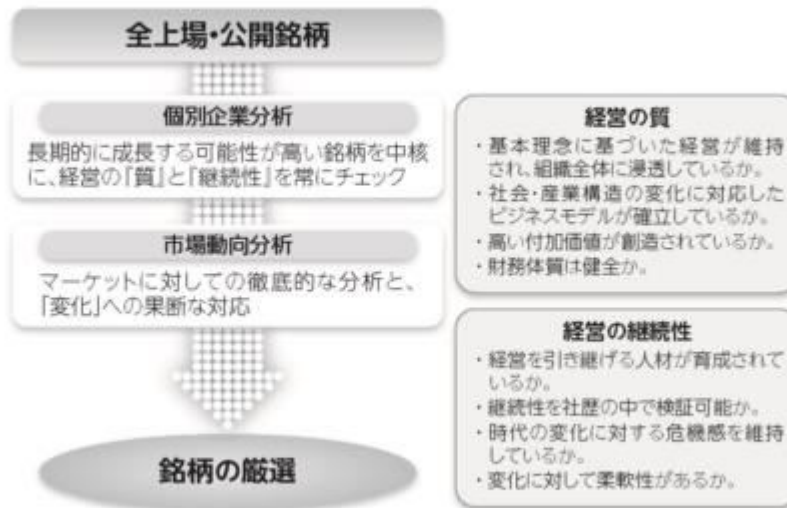 全上場・公開銘柄
個別企業分析
長期的に成長する可能性が高い銘柄を中核
に、経営の『質』と『継続性』を常にチェック
市場動向分析
マーケットに対しての徹底的な分析と、
「変化」への果断な対応
銘柄の厳選
経営の質
・基本理念に基づいた経営が維持
され、組織全体に浸透しているか。
・社会・産業構造の変化に対応した
ビジネスモデルが確立しているか。
・高い付加価値が創造されているか。
・財務体質は健全か。
経営の継続性
・経営を引き継げる人材が育成されて
いるか。
・継続性を社歴の中で検証可能か。
・時代の変化に対する危機感を維持
しているか。
・変化に対して柔軟性があるか。